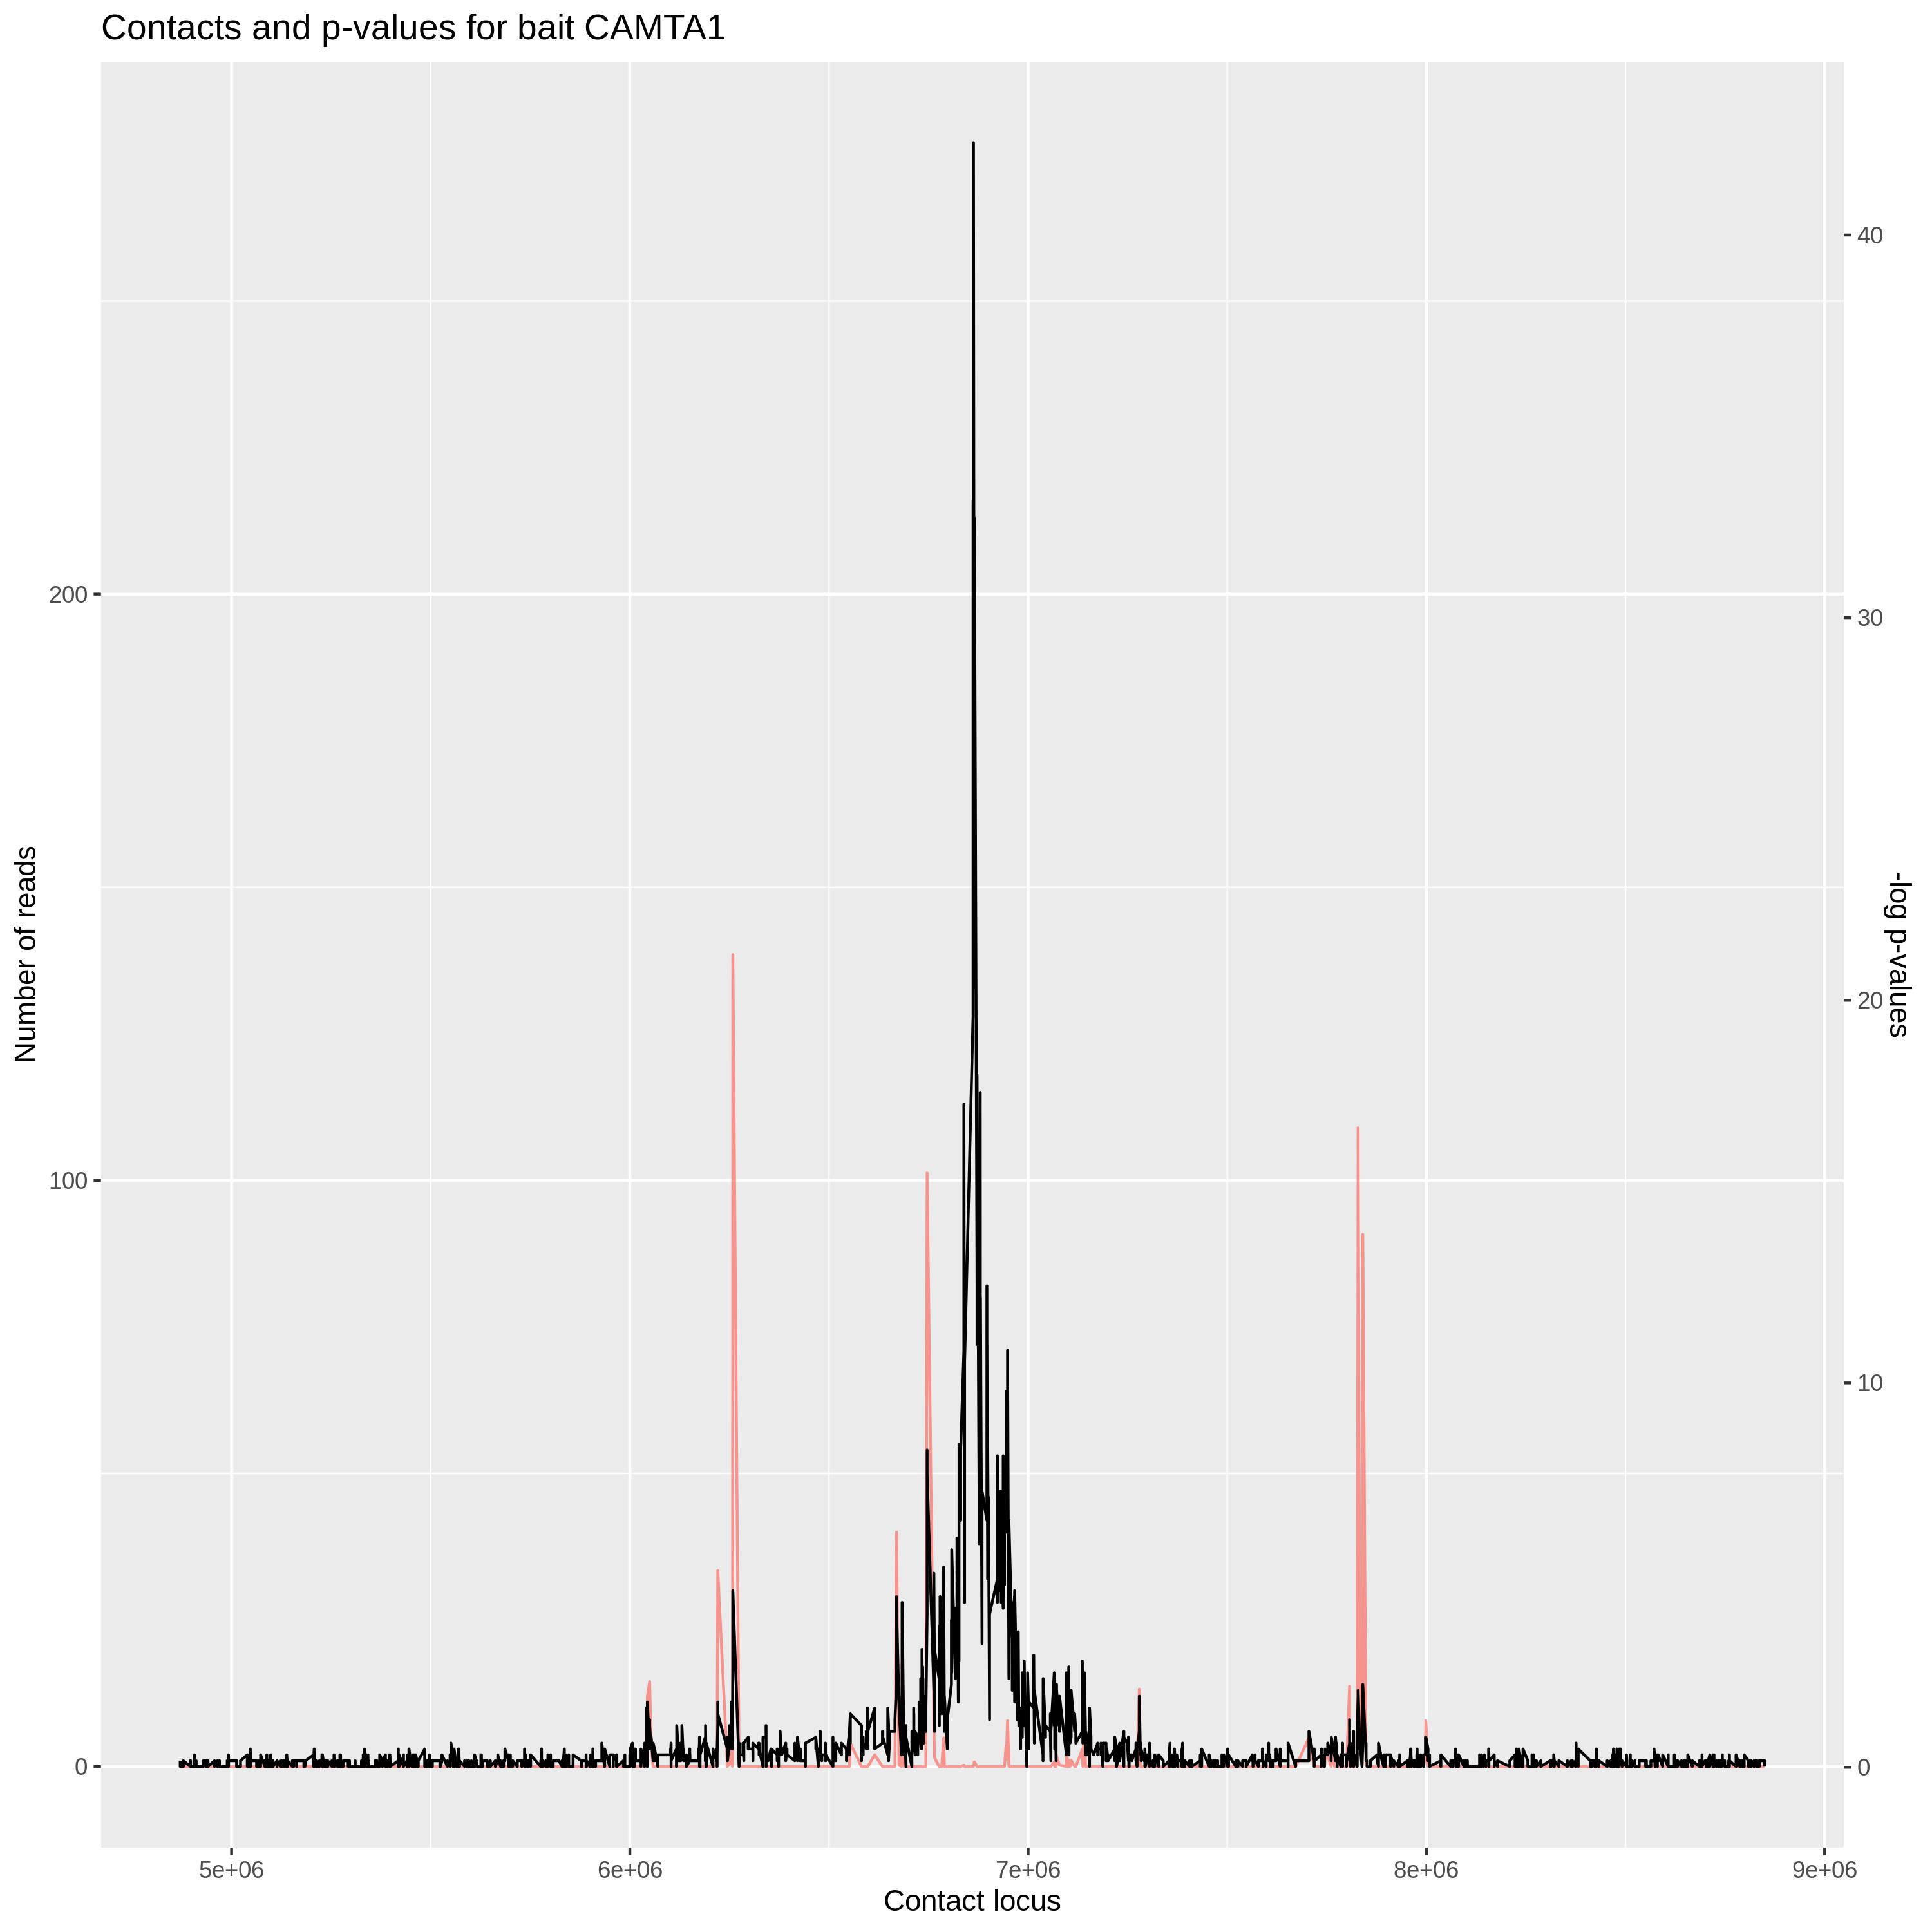 Contacts and p-values for bait CAMTA1
Number of reads
200
100
0
40
30
20
10
0
-log p-values
5e+06
6e+06
7e+06
8e+06
9e+06
Contact locus